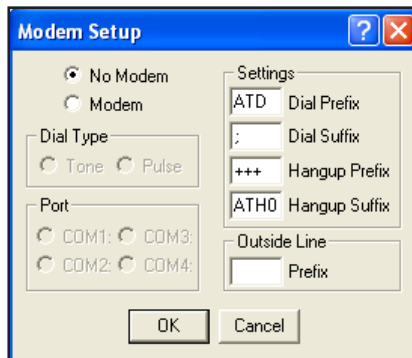 Modem Setup
No Modem
Modem
Dial Type
Tone Pulse
Port
COM1: COM3:
COM2: COM4:
Settings
ATD Dial Prefix
; Dial Suffix
+++ Hangup Prefix
ATH0 Hangup Suffix
Outside Line
Prefix
OK Cancel